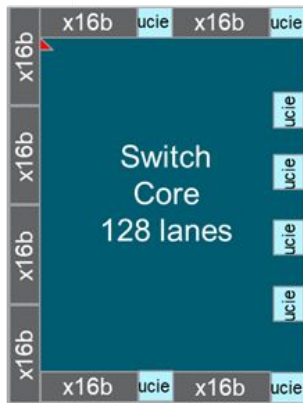 x16b ucie x16b ucie
x16b
x16b
x16b
x16b
Switch
Core
128 lanes
ucie
ucie
ucie
ucie
x16b ucie x16b ucie